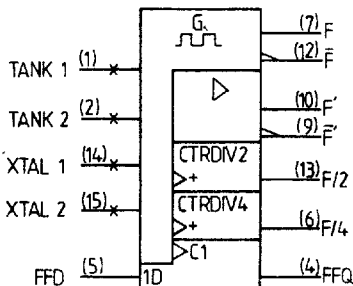 G
(7) F
(12) F̅
TANK 1 (1)
TANK 2 (2)
(10) F'
(9) F̅'
XTAL 1 (14)
CTRDIV2
+
(13) F/2
XTAL 2 (15)
CTRDIV4
+
(6) F/4
C1
FFD (5)
1D
(4) FFQ